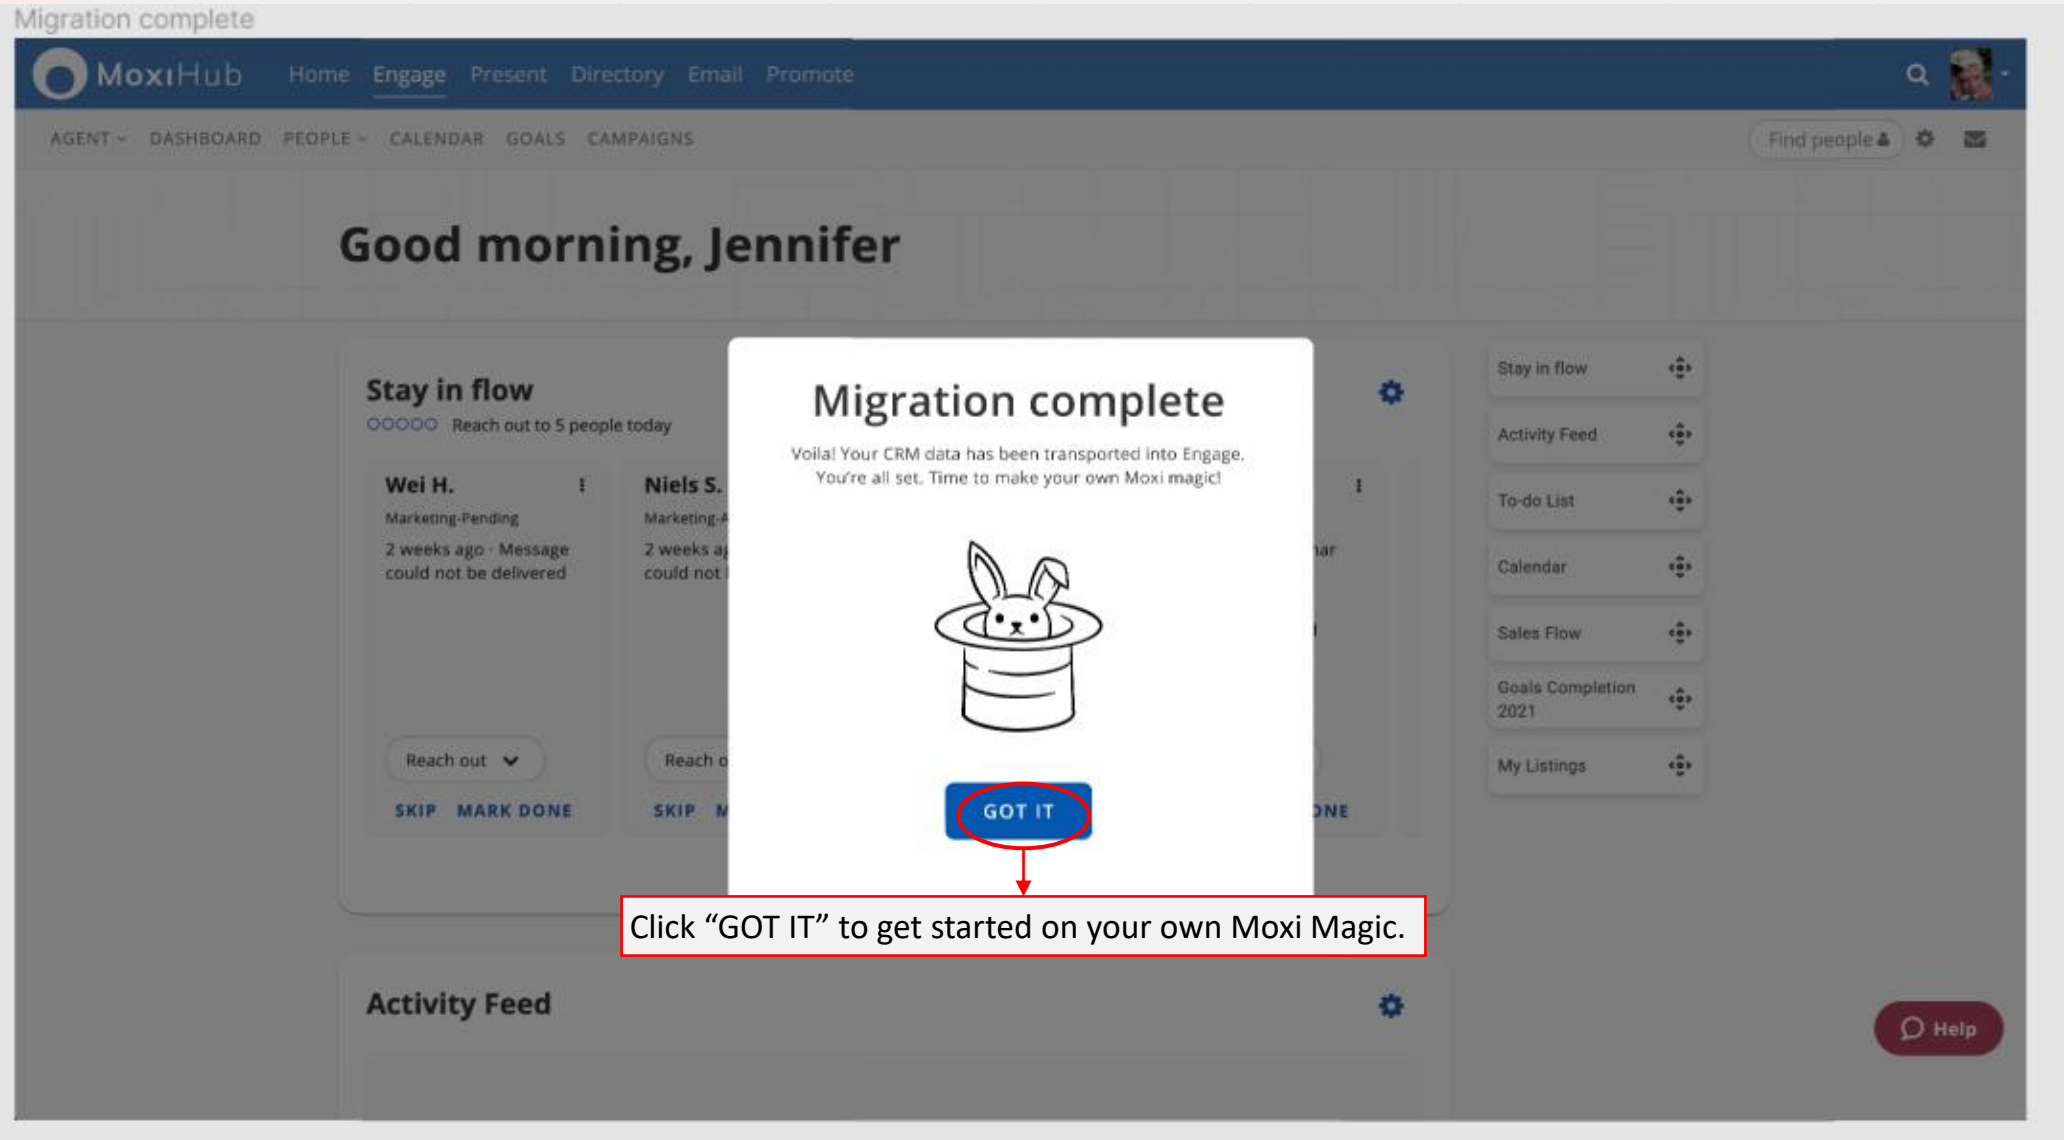 Migration complete
MoxiHub Home Engage Present Directory Email Promote
AGENT DASHBOARD PEOPLE CALENDAR GOALS CAMPAIGNS
Find people
Good morning, Jennifer
Stay in flow
Reach out to 5 people today
Wei H.
Marketing-Pending
2 weeks ago · Message
could not be delivered
Reach out
SKIP MARK DONE
Niels S.
Marketing-A
2 weeks ag
could not
Reach o
SKIP M
Migration complete
Voila! Your CRM data has been transported into Engage.
You're all set. Time to make your own Moxi magic!
GOT IT
Click “GOT IT” to get started on your own Moxi Magic.
Stay in flow
Activity Feed
To-do List
Calendar
Sales Flow
Goals Completion
2021
My Listings
Activity Feed
Help